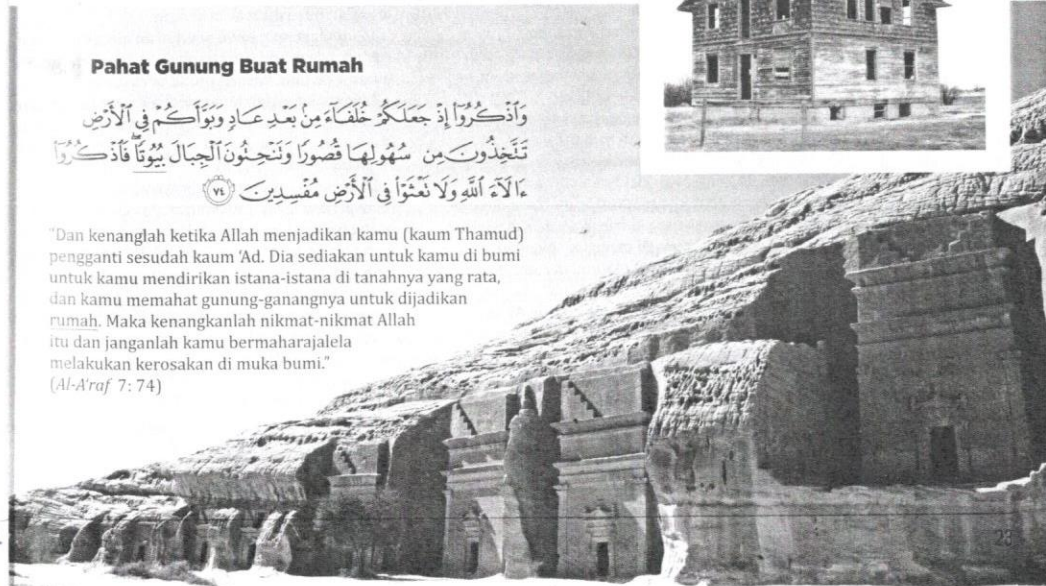 Pahat Gunung Buat Rumah
وَٱذْكُرُوٓا۟ إِذْ جَعَلَكُمْ خُلَفَآءَ مِنۢ بَعْدِ عَادٍ وَبَوَّأَكُمْ فِى ٱلْأَرْضِ
تَتَّخِذُونَ مِن سُهُولِهَا قُصُورًا وَتَنْحِتُونَ ٱلْجِبَالَ بُيُوتًا ۖ فَٱذْكُرُوٓا۟
ءَالَآءَ ٱللَّهِ وَلَا تَعْثَوْا۟ فِى ٱلْأَرْضِ مُفْسِدِينَ ٧٤
"Dan kenanglah ketika Allah menjadikan kamu (kaum Thamud)
pengganti sesudah kaum 'Ad. Dia sediakan untuk kamu di bumi
untuk kamu mendirikan istana-istana di tanahnya yang rata,
dan kamu memahat gunung-ganangnya untuk dijadikan
rumah. Maka kenangkanlah nikmat-nikmat Allah
itu dan janganlah kamu bermaharajalela
melakukan kerosakan di muka bumi."
(Al-A'raf 7: 74)
23